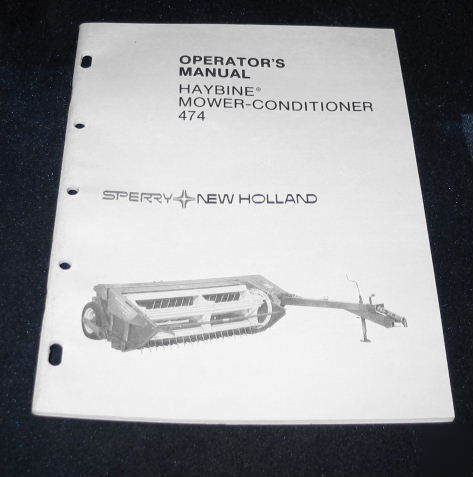 OPERATOR'S
MANUAL
HAYBINE®
MOWER-CONDITIONER
474
SPERRY NEW HOLLAND